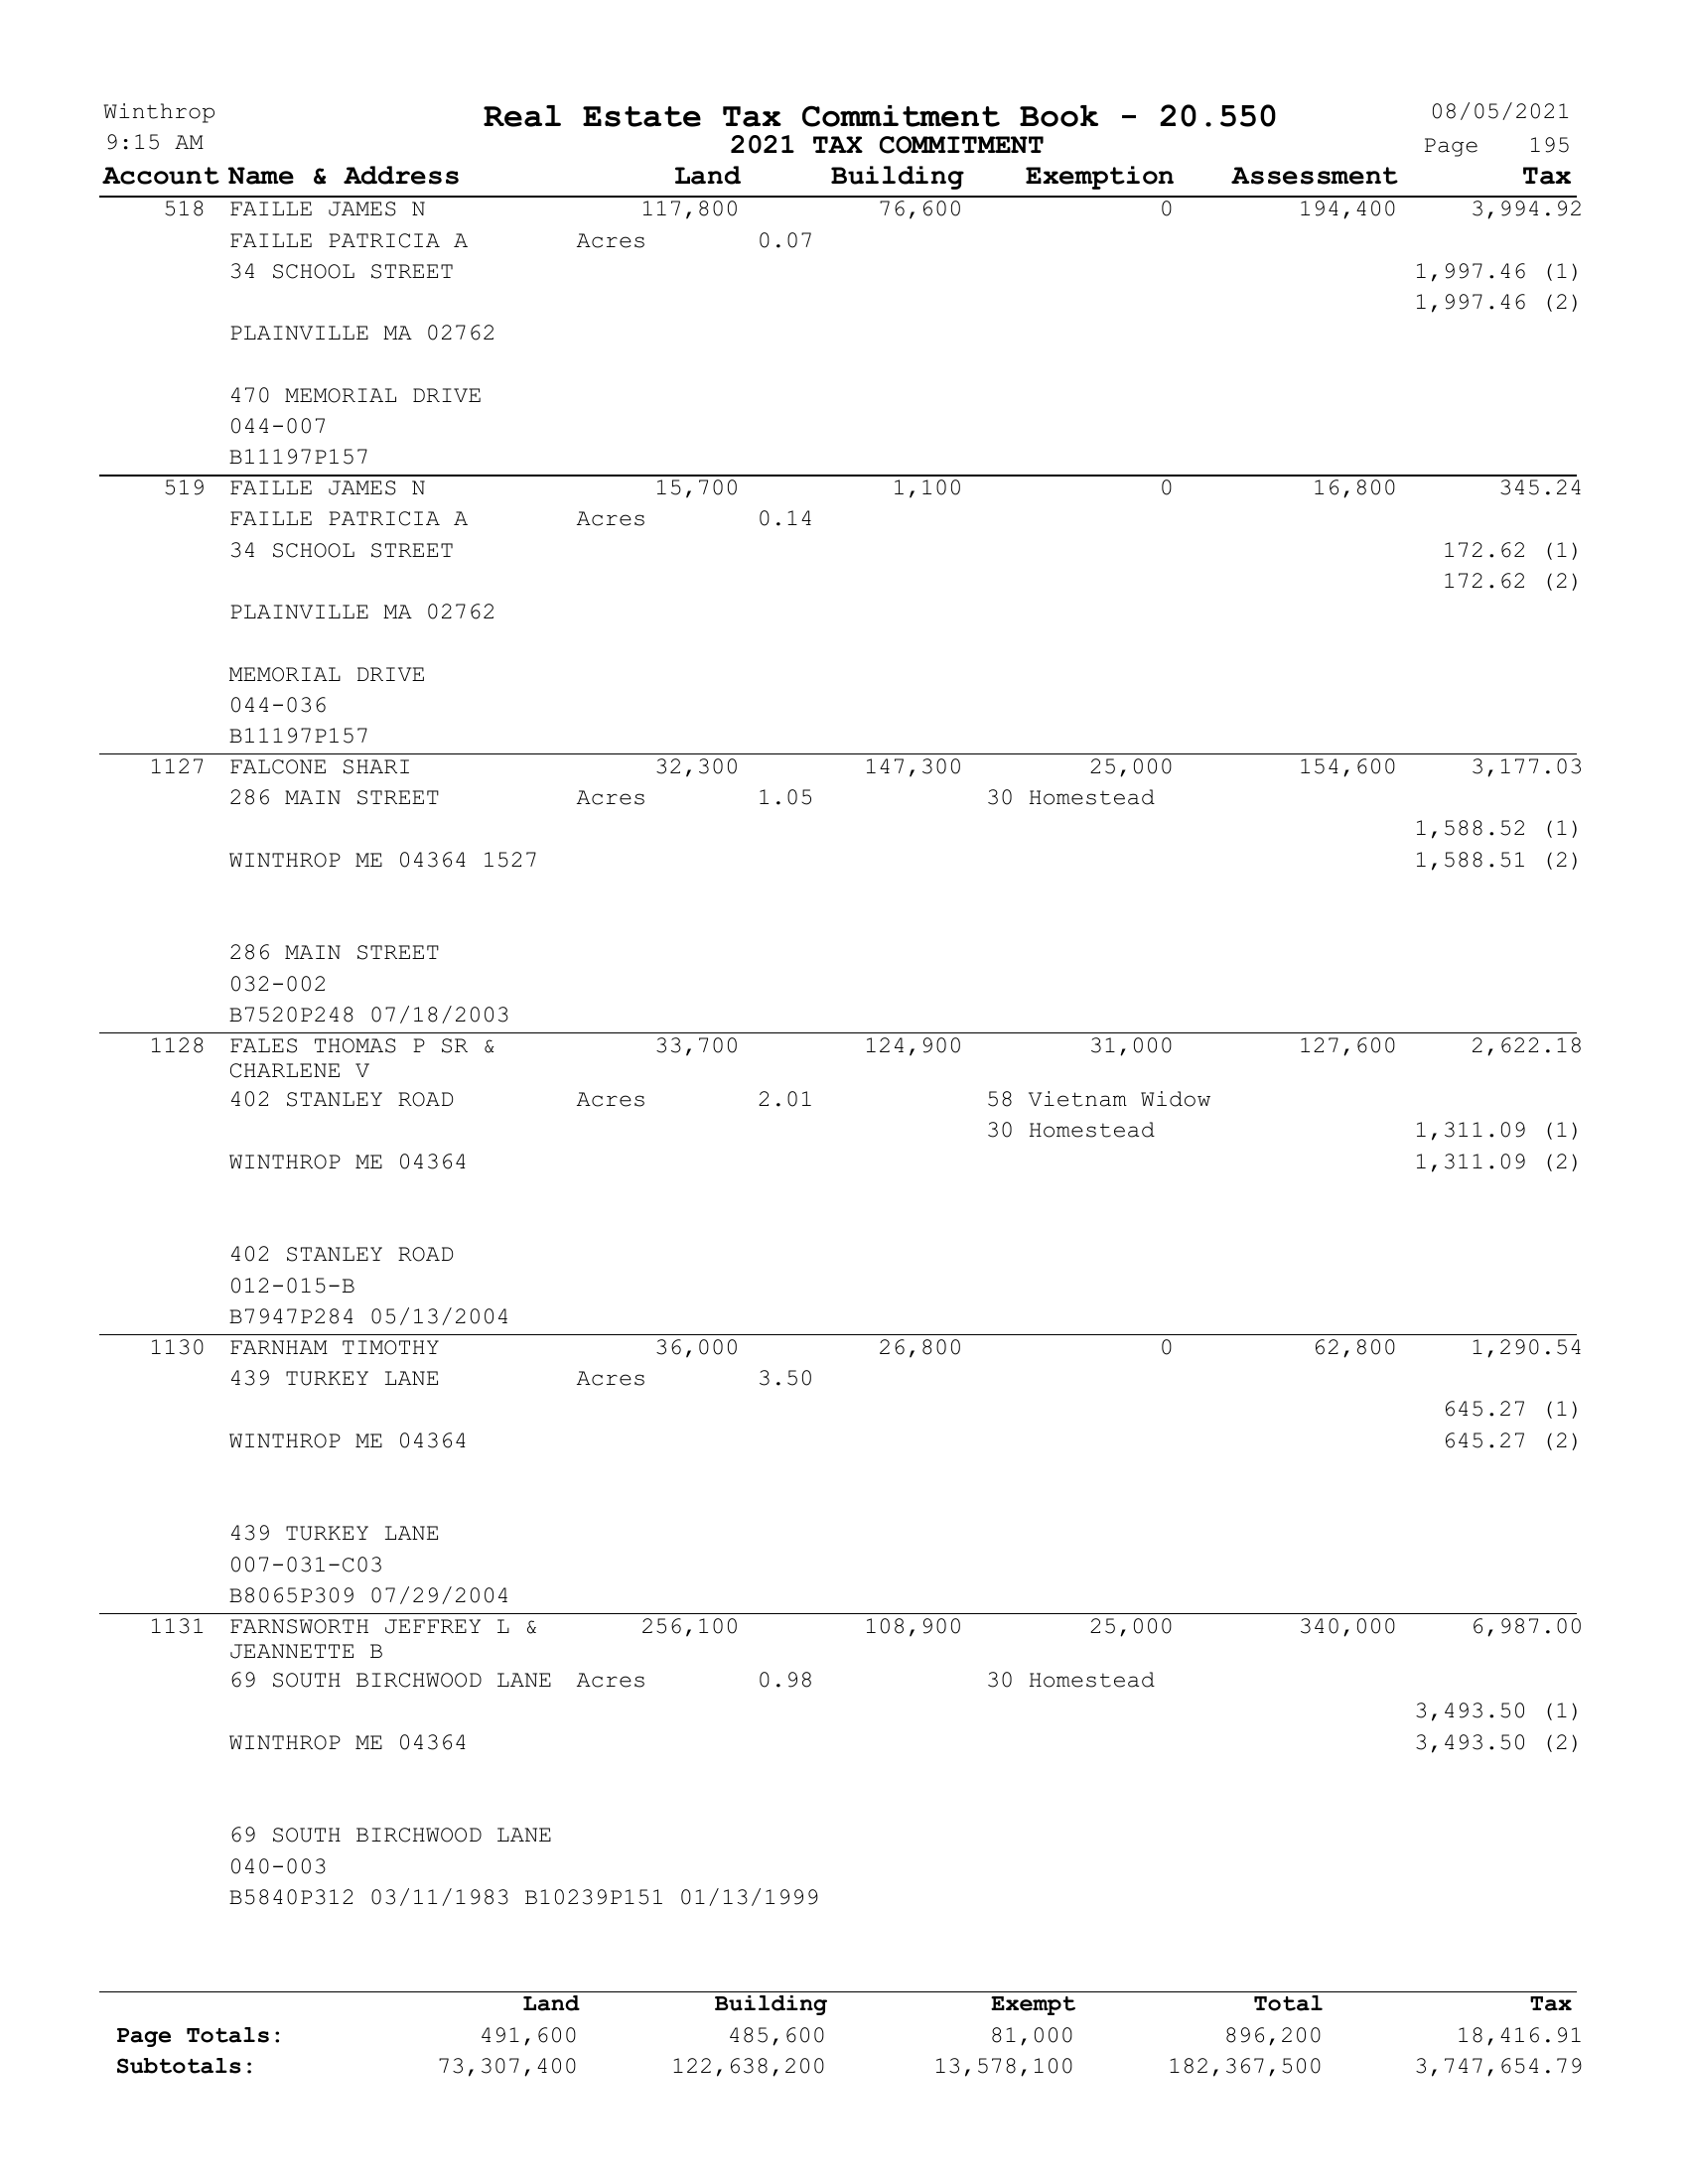 Winthrop Real Estate Tax Commitment Book - 20.550 08/05/2021
9:15 AM 2021 TAX COMMITMENT Page 195
Account Name & Address Land Building Exemption Assessment Tax
518 FAILLE JAMES N 117,800 76,600 0 194,400 3,994.92
FAILLE PATRICIA A Acres 0.07
34 SCHOOL STREET 1,997.46 (1)
1,997.46 (2)
PLAINVILLE MA 02762
470 MEMORIAL DRIVE
044-007
B11197P157
519 FAILLE JAMES N 15,700 1,100 0 16,800 345.24
FAILLE PATRICIA A Acres 0.14
34 SCHOOL STREET 172.62 (1)
172.62 (2)
PLAINVILLE MA 02762
MEMORIAL DRIVE
044-036
B11197P157
1127 FALCONE SHARI 32,300 147,300 25,000 154,600 3,177.03
286 MAIN STREET Acres 1.05 30 Homestead
1,588.52 (1)
WINTHROP ME 04364 1527 1,588.51 (2)
286 MAIN STREET
032-002
B7520P248 07/18/2003
1128 FALES THOMAS P SR & 33,700 124,900 31,000 127,600 2,622.18
CHARLENE V
402 STANLEY ROAD Acres 2.01 58 Vietnam Widow
30 Homestead 1,311.09 (1)
WINTHROP ME 04364 1,311.09 (2)
402 STANLEY ROAD
012-015-B
B7947P284 05/13/2004
1130 FARNHAM TIMOTHY 36,000 26,800 0 62,800 1,290.54
439 TURKEY LANE Acres 3.50
645.27 (1)
WINTHROP ME 04364 645.27 (2)
439 TURKEY LANE
007-031-C03
B8065P309 07/29/2004
1131 FARNSWORTH JEFFREY L & 256,100 108,900 25,000 340,000 6,987.00
JEANNETTE B
69 SOUTH BIRCHWOOD LANE Acres 0.98 30 Homestead
3,493.50 (1)
WINTHROP ME 04364 3,493.50 (2)
69 SOUTH BIRCHWOOD LANE
040-003
B5840P312 03/11/1983 B10239P151 01/13/1999
Land Building Exempt Total Tax
Page Totals: 491,600 485,600 81,000 896,200 18,416.91
Subtotals: 73,307,400 122,638,200 13,578,100 182,367,500 3,747,654.79